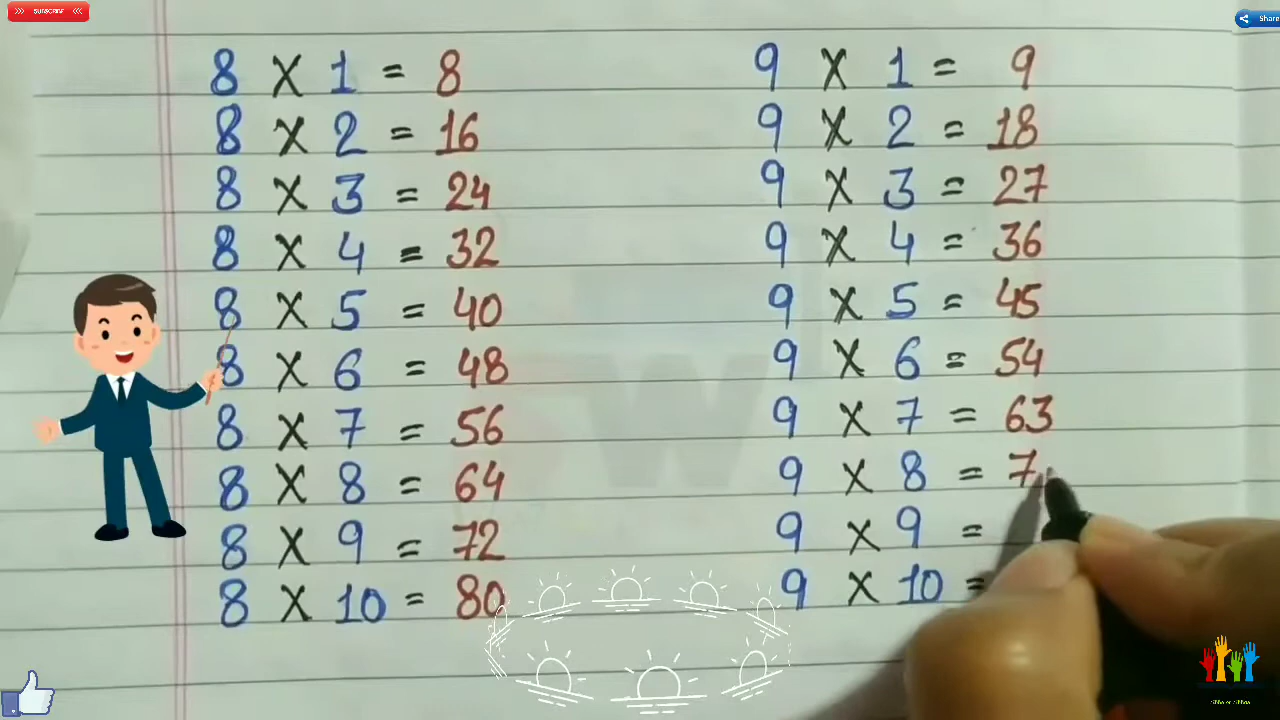 SUBSCRIBE
Share
8 X 1 = 8
8 X 2 = 16
8 X 3 = 24
8 X 4 = 32
8 X 5 = 40
8 X 6 = 48
8 X 7 = 56
8 X 8 = 64
8 X 9 = 72
8 X 10 = 80
9 X 1 = 9
9 X 2 = 18
9 X 3 = 27
9 X 4 = 36
9 X 5 = 45
9 X 6 = 54
9 X 7 = 63
9 X 8 = 7
9 X 9 =
9 X 10 =